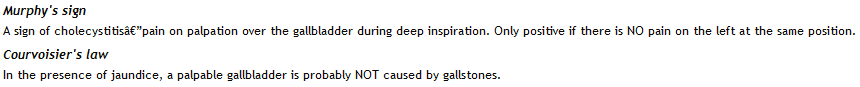 Murphy's sign
A sign of cholecystitisâ€”pain on palpation over the gallbladder during deep inspiration. Only positive if there is NO pain on the left at the same position.
Courvoisier's law
In the presence of jaundice, a palpable gallbladder is probably NOT caused by gallstones.